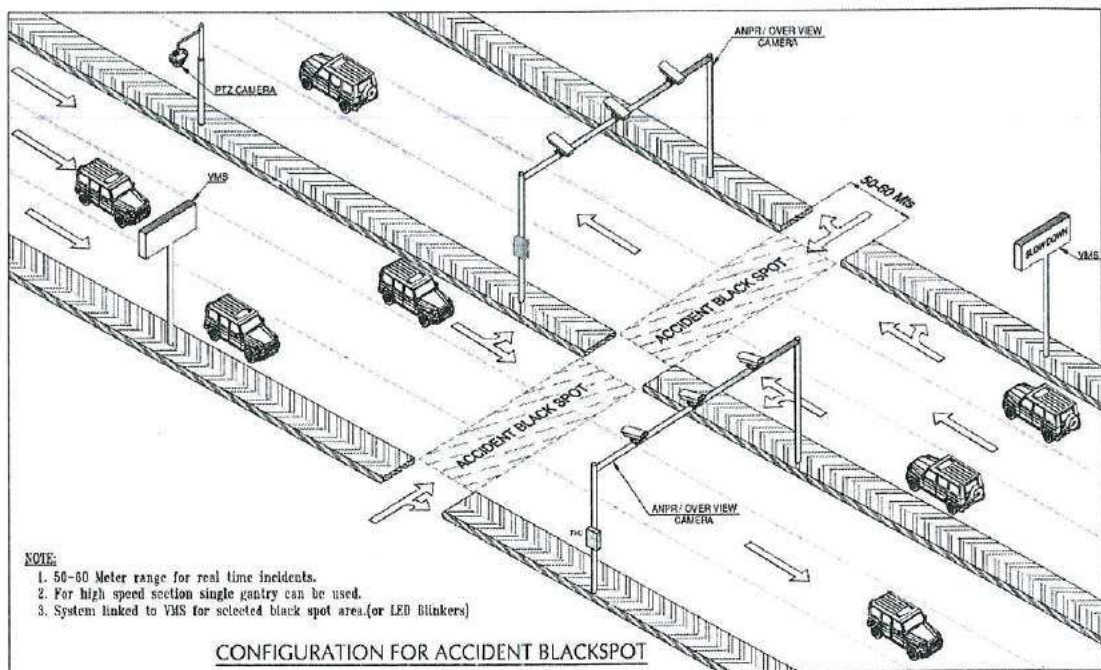 ANPR / OVER VIEW
CAMERA
PTZ CAMERA
VMS
50-60 Mts
SLOW DOWN
VMS
ACCIDENT BLACK SPOT
ACCIDENT BLACK SPOT
ANPR / OVER VIEW
CAMERA
NOTE:
1. 50-60 Meter range for real time incidents.
2. For high speed section single gantry can be used.
3. System linked to VMS for selected black spot area.(or LED Blinkers)
CONFIGURATION FOR ACCIDENT BLACKSPOT